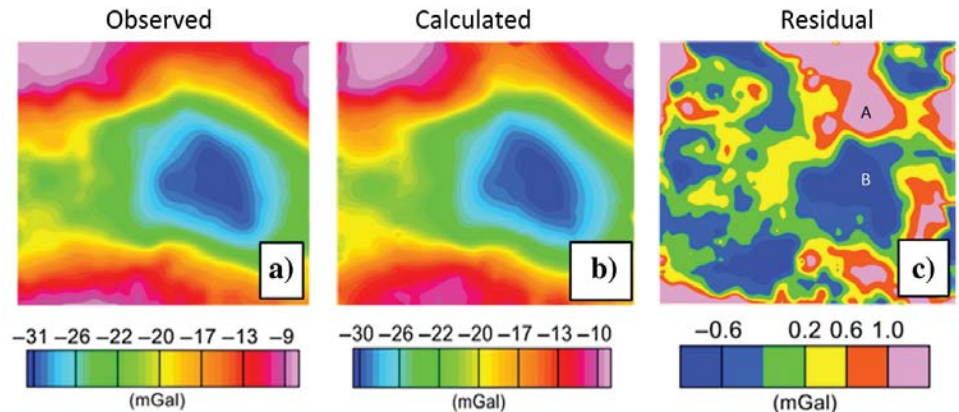 Observed
Calculated
Residual
A
B
a)
b)
c)
−31 −26 −22 −20 −17 −13 −9
(mGal)
−30 −26 −22 −20 −17 −13 −10
(mGal)
−0.6 0.2 0.6 1.0
(mGal)